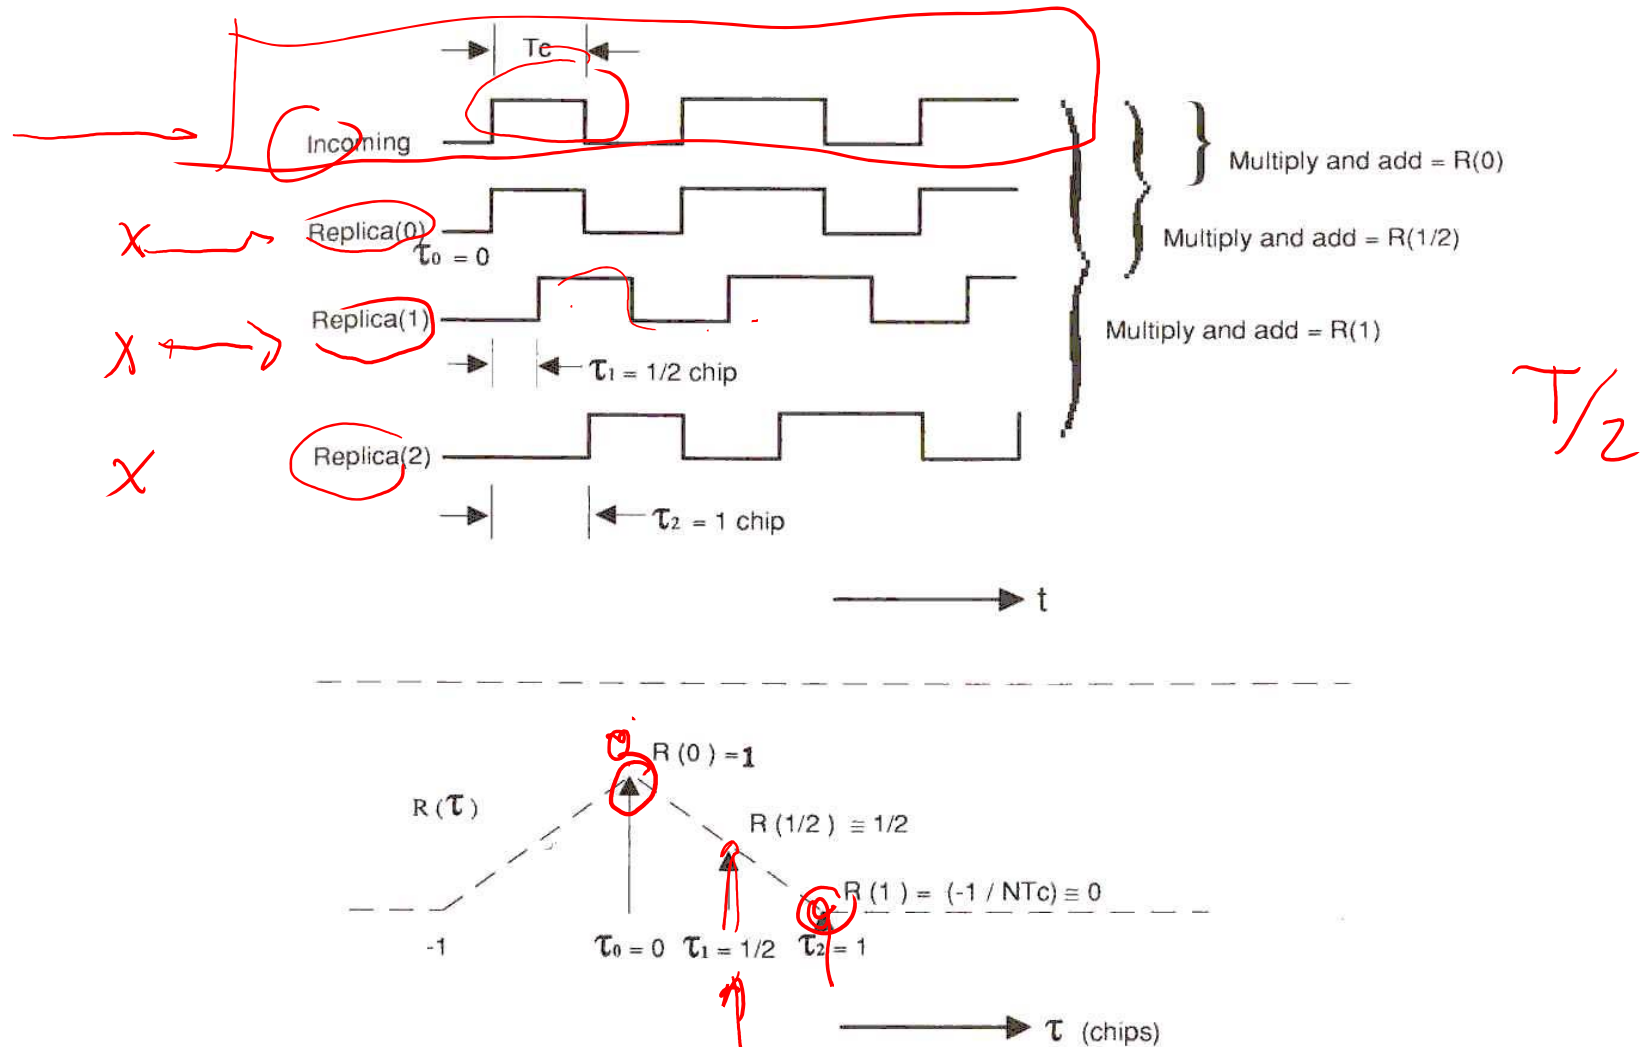 Tc
Incoming
Multiply and add = R(0)
x
Replica(0)
τ₀ = 0
Multiply and add = R(1/2)
x
Replica(1)
Multiply and add = R(1)
τ₁ = 1/2 chip
T/2
x
Replica(2)
τ₂ = 1 chip
t
R (0 ) = 1
R (τ)
R (1/2 ) ≅ 1/2
R (1 ) = (-1 / NTc) ≅ 0
-1
τ₀ = 0
τ₁ = 1/2
τ₂ = 1
τ (chips)